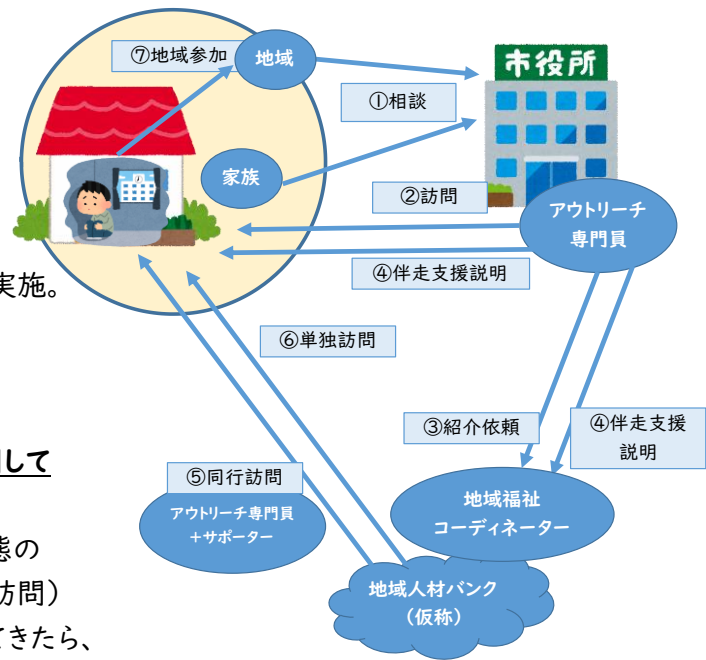 ⑦地域参加
地域
市役所
①相談
家族
②訪問
アウトリーチ
専門員
④伴走支援説明
実施。
⑥単独訪問
③紹介依頼
④伴走支援
説明
して
⑤同行訪問
アウトリーチ専門員
+サポーター
地域福祉
コーディネーター
態の
訪問)
地域人材バンク
(仮称)
てきたら、